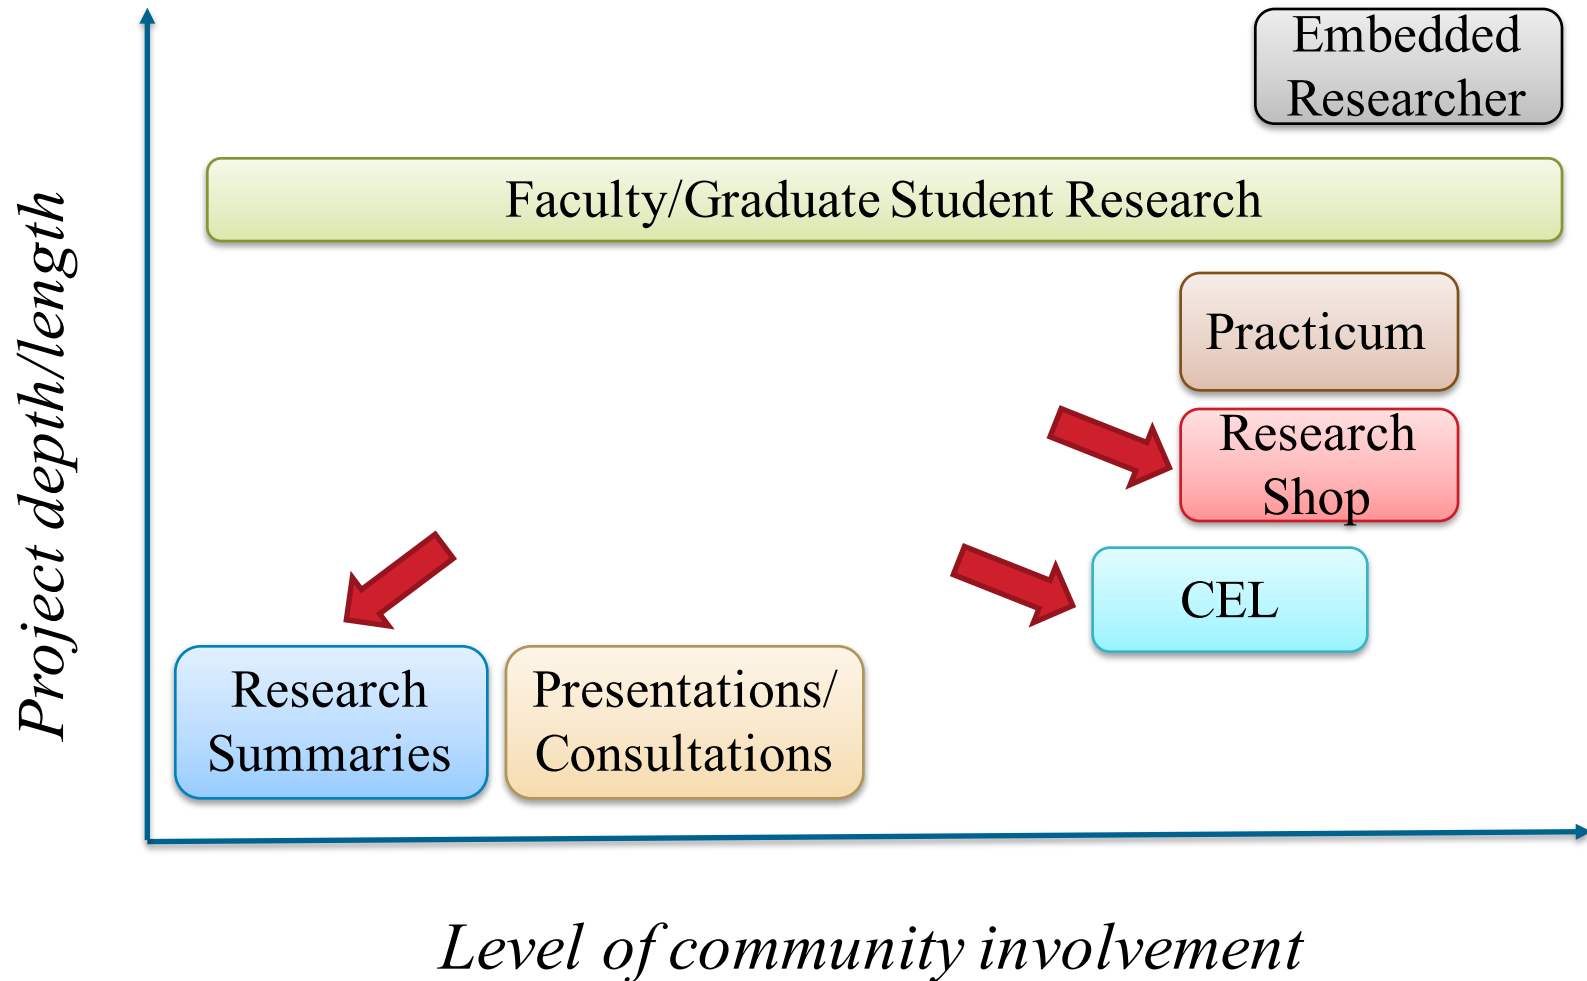 Embedded
Researcher
Faculty/Graduate Student Research
Practicum
Research
Shop
CEL
Research
Summaries
Presentations/
Consultations
Project depth/length
Level of community involvement